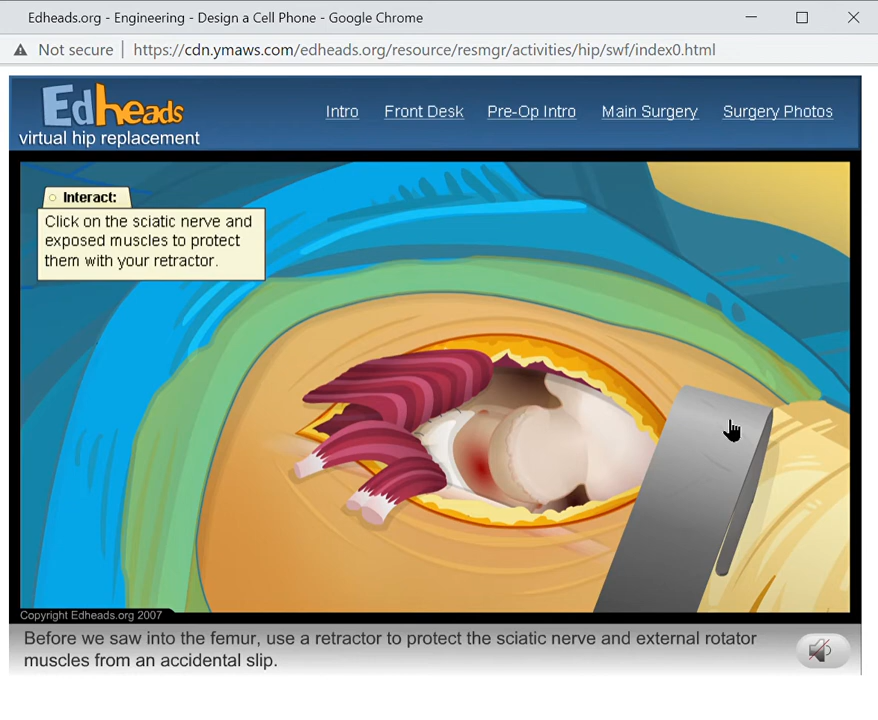 Edheads.org - Engineering - Design a Cell Phone - Google Chrome
Not secure | https://cdn.ymaws.com/edheads.org/resource/resmgr/activities/hip/swf/index0.html
Edheads
virtual hip replacement
Intro Front Desk Pre-Op Intro Main Surgery Surgery Photos
Interact:
Click on the sciatic nerve and
exposed muscles to protect
them with your retractor.
Copyright Edheads.org 2007
Before we saw into the femur, use a retractor to protect the sciatic nerve and external rotator
muscles from an accidental slip.